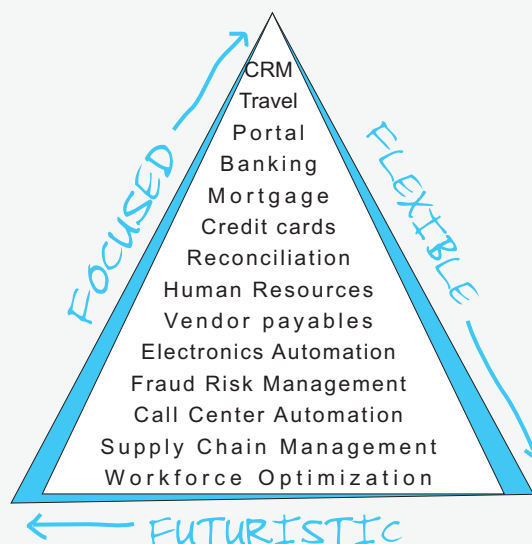 CRM
Travel
Portal
Banking
Mortgage
Credit cards
Reconciliation
Human Resources
Vendor payables
Electronics Automation
Fraud Risk Management
Call Center Automation
Supply Chain Management
Workforce Optimization
FOCUSED
FLEXIBLE
FUTURISTIC